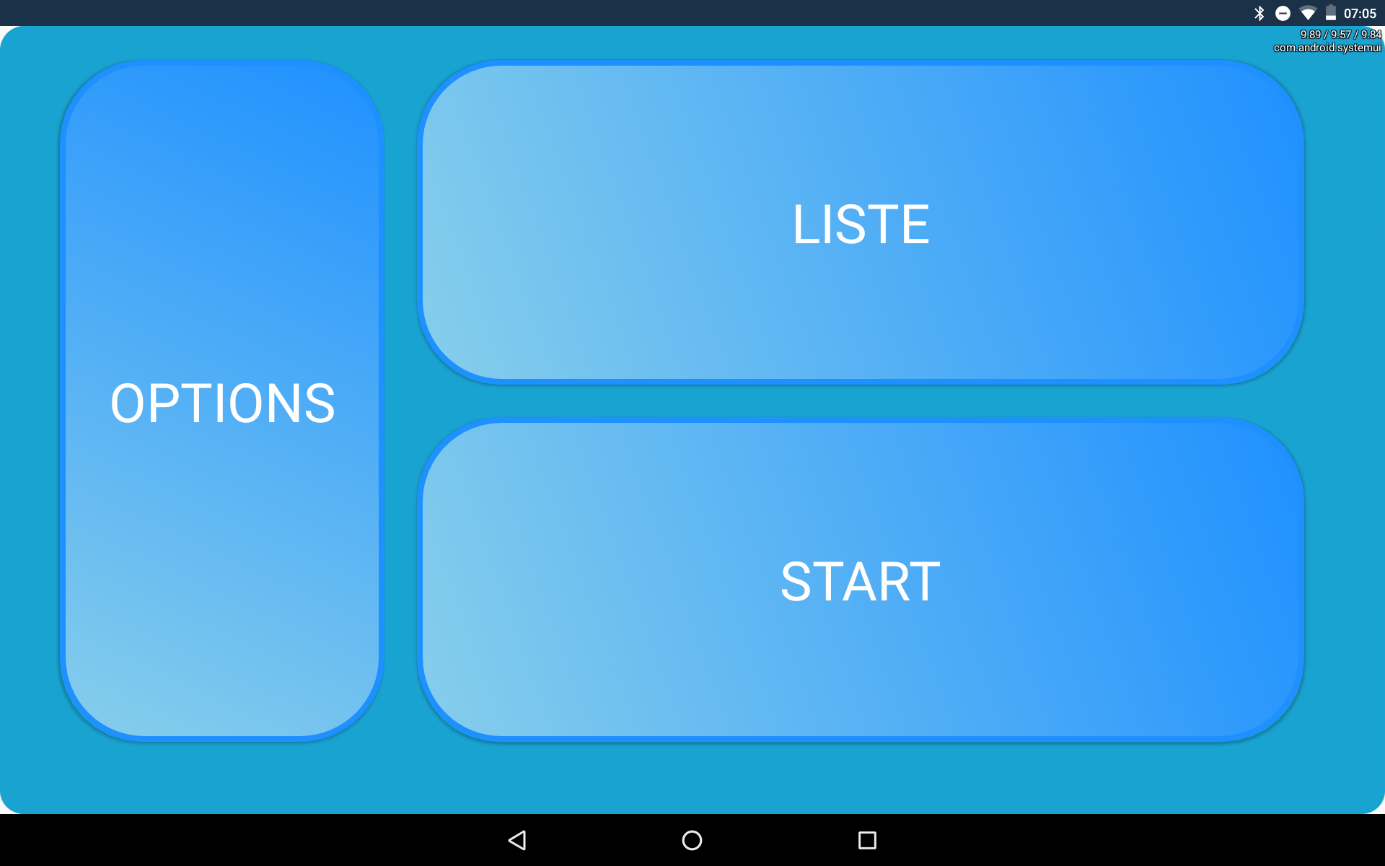 07:05
9.89 / 9.57 / 9.84
com.android.systemui
OPTIONS
LISTE
START